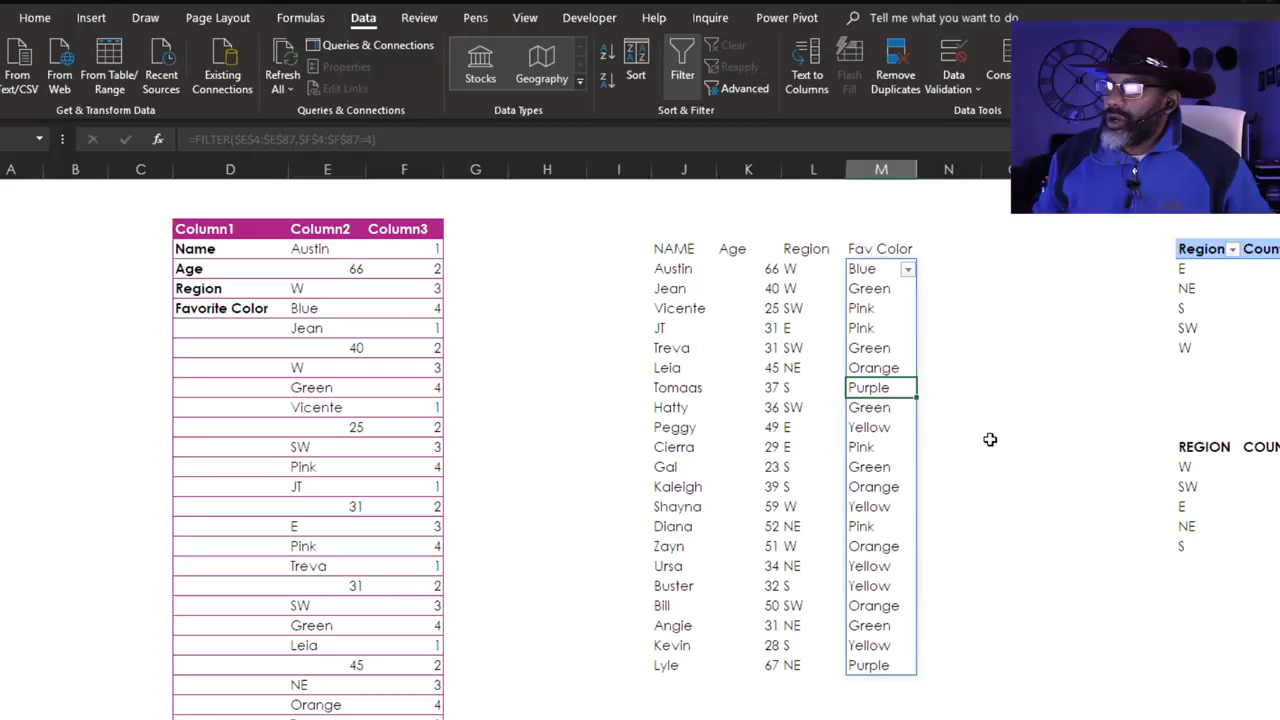 Home Insert Draw Page Layout Formulas Data Review Pens View Developer Help Inquire Power Pivot Tell me what you want to do
From Text/CSV
From Web
From Table/ Range
Recent Sources
Existing Connections
Get & Transform Data
Refresh All
Queries & Connections
Properties
Edit Links
Queries & Connections
Stocks
Geography
Data Types
Sort
Filter
Clear
Reapply
Advanced
Sort & Filter
Text to Columns
Flash Fill
Remove Duplicates
Data Validation
Cons
Data Tools
fx =FILTER($E$4:$E$87,$F$4:$F$87=4)
A B C D E F G H I J K L M N
Column1 Column2 Column3
Name Austin 1
Age 66 2
Region W 3
Favorite Color Blue 4
Jean 1
40 2
W 3
Green 4
Vicente 1
25 2
SW 3
Pink 4
JT 1
31 2
E 3
Pink 4
Treva 1
31 2
SW 3
Green 4
Leia 1
45 2
NE 3
Orange 4
NAME Age Region Fav Color
Austin 66 W Blue
Jean 40 W Green
Vicente 25 SW Pink
JT 31 E Pink
Treva 31 SW Green
Leia 45 NE Orange
Tomaas 37 S Purple
Hatty 36 SW Green
Peggy 49 E Yellow
Cierra 29 E Pink
Gal 23 S Green
Kaleigh 39 S Orange
Shayna 59 W Yellow
Diana 52 NE Pink
Zayn 51 W Orange
Ursa 34 NE Yellow
Buster 32 S Yellow
Bill 50 SW Orange
Angie 31 NE Green
Kevin 28 S Yellow
Lyle 67 NE Purple
Region Coun
E
NE
S
SW
W
REGION COUN
W
SW
E
NE
S